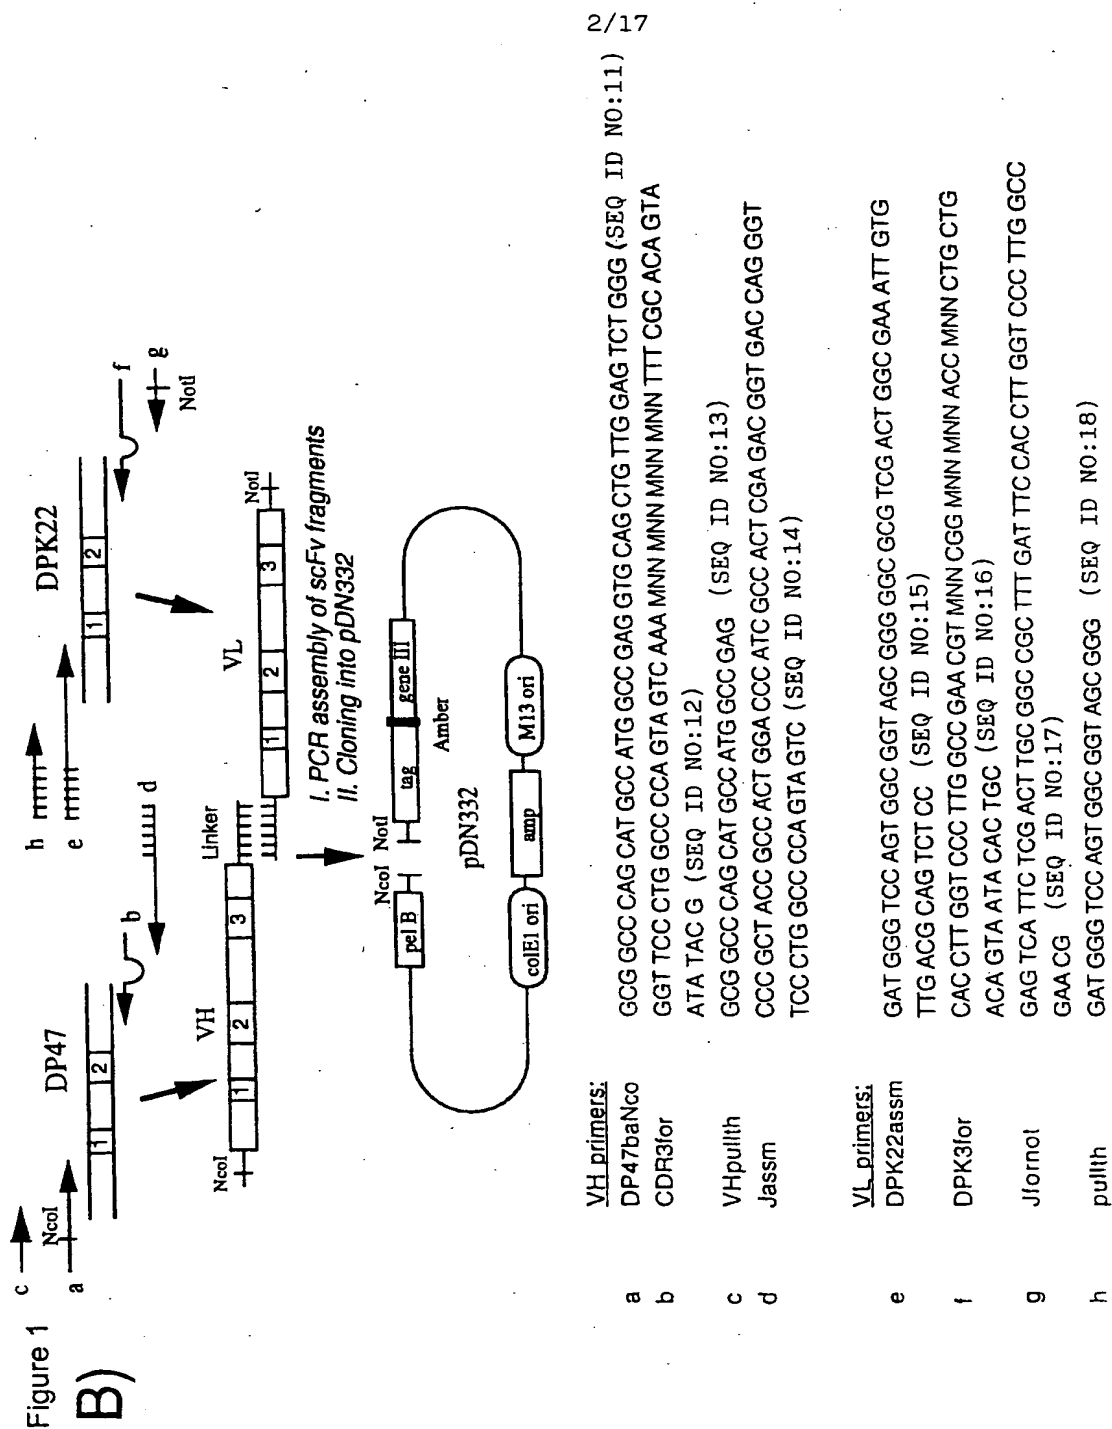 2/17
Figure 1
B)
c
NcoI
a
DP47
1
2
b
d
h
e
DPK22
1
2
f
g
NotI
NcoI
VH
1
2
3
Linker
VL
1
2
3
NotI
I. PCR assembly of scFv fragments
II. Cloning into pDN332
pel B
NcoI
NotI
tag
gene III
Amber
pDN332
colE1 ori
amp
M13 ori
VH primers:
a DP47baNco GCG GCC CAG CAT GCC ATG GCC GAG GTG CAG CTG TTG GAG TCT GGG (SEQ ID NO:11)
b CDR3for GGT TCC CTG GCC CCA GTA GTC AAA MNN MNN MNN MNN TTT CGC ACA GTA
ATA TAC G (SEQ ID NO:12)
c VHpullth GCG GCC CAG CAT GCC ATG GCC GAG (SEQ ID NO:13)
d Jassm CCC GCT ACC GCC ACT GGA CCC ATC GCC ACT CGA GAC GGT GAC CAG GGT
TCC CTG GCC CCA GTA GTC (SEQ ID NO:14)
VL primers:
e DPK22assm GAT GGG TCC AGT GGC GGT AGC GGG GGC GCG TCG ACT GGC GAA ATT GTG
TTG ACG CAG TCT CC (SEQ ID NO:15)
f DPK3for CAC CTT GGT CCC TTG GCC GAA CGT MNN CGG MNN MNN ACC MNN CTG CTG
ACA GTA ATA CAC TGC (SEQ ID NO:16)
g Jfornot GAG TCA TTC TCG ACT TGC GGC CGC TTT GAT TTC CAC CTT GGT CCC TTG GCC
GAA CG (SEQ ID NO:17)
h pullth GAT GGG TCC AGT GGC GGT AGC GGG (SEQ ID NO:18)